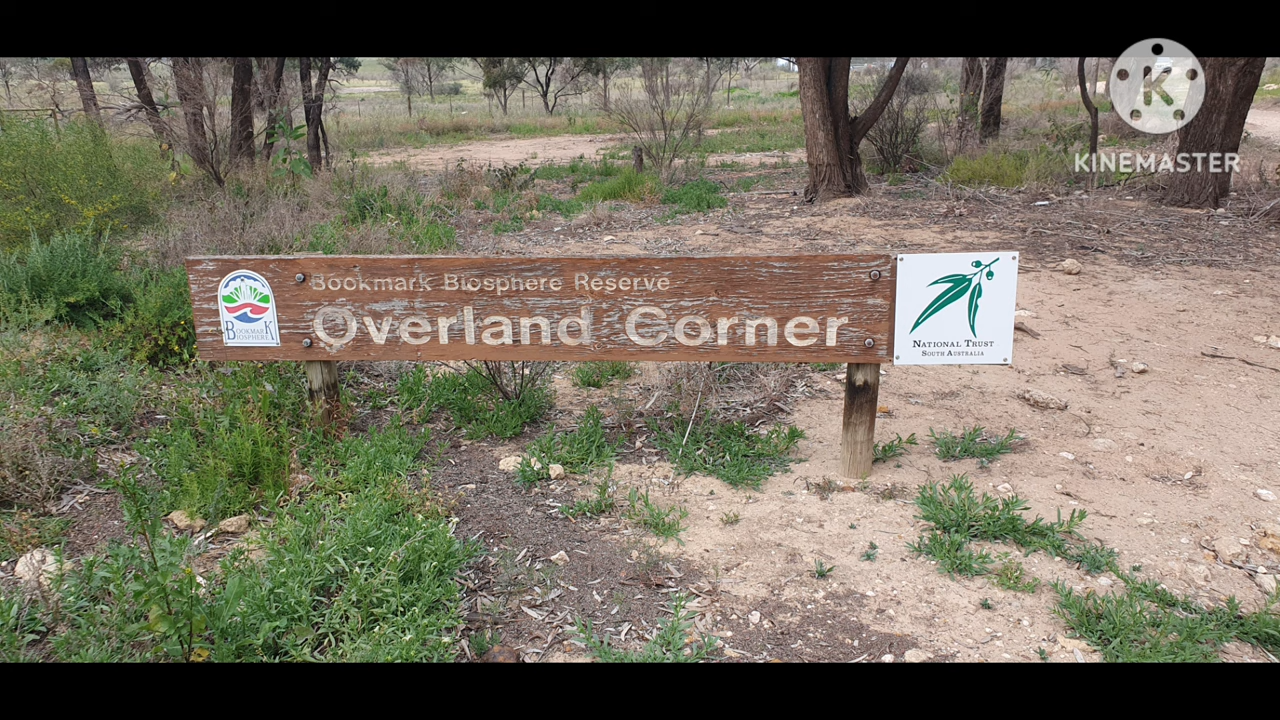 K
KINEMASTER
Bookmark Biosphere Reserve
Overland Corner
BOOKMARK
BIOSPHERE
NATIONAL TRUST
SOUTH AUSTRALIA